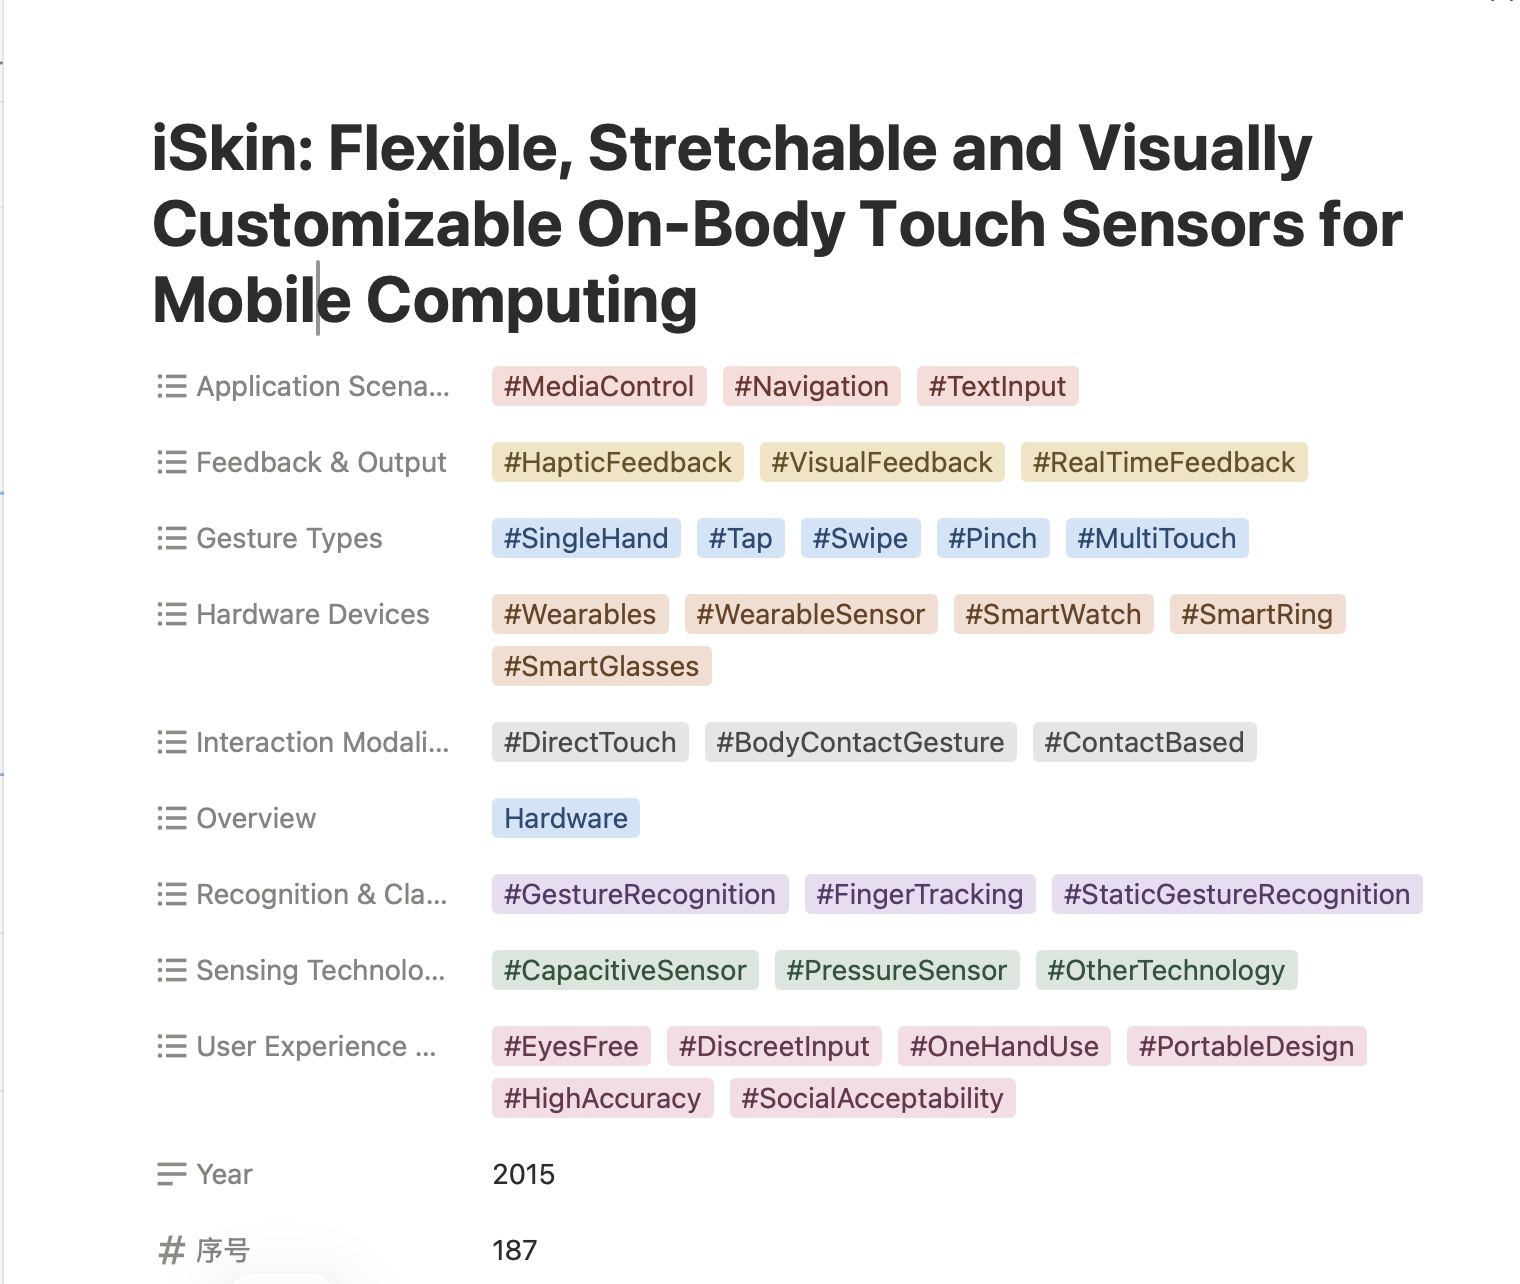 iSkin: Flexible, Stretchable and Visually
Customizable On-Body Touch Sensors for
Mobile Computing
Application Scena... #MediaControl #Navigation #TextInput
Feedback & Output #HapticFeedback #VisualFeedback #RealTimeFeedback
Gesture Types #SingleHand #Tap #Swipe #Pinch #MultiTouch
Hardware Devices #Wearables #WearableSensor #SmartWatch #SmartRing
#SmartGlasses
Interaction Modali... #DirectTouch #BodyContactGesture #ContactBased
Overview Hardware
Recognition & Cla... #GestureRecognition #FingerTracking #StaticGestureRecognition
Sensing Technolo... #CapacitiveSensor #PressureSensor #OtherTechnology
User Experience ... #EyesFree #DiscreetInput #OneHandUse #PortableDesign
#HighAccuracy #SocialAcceptability
Year 2015
序号 187